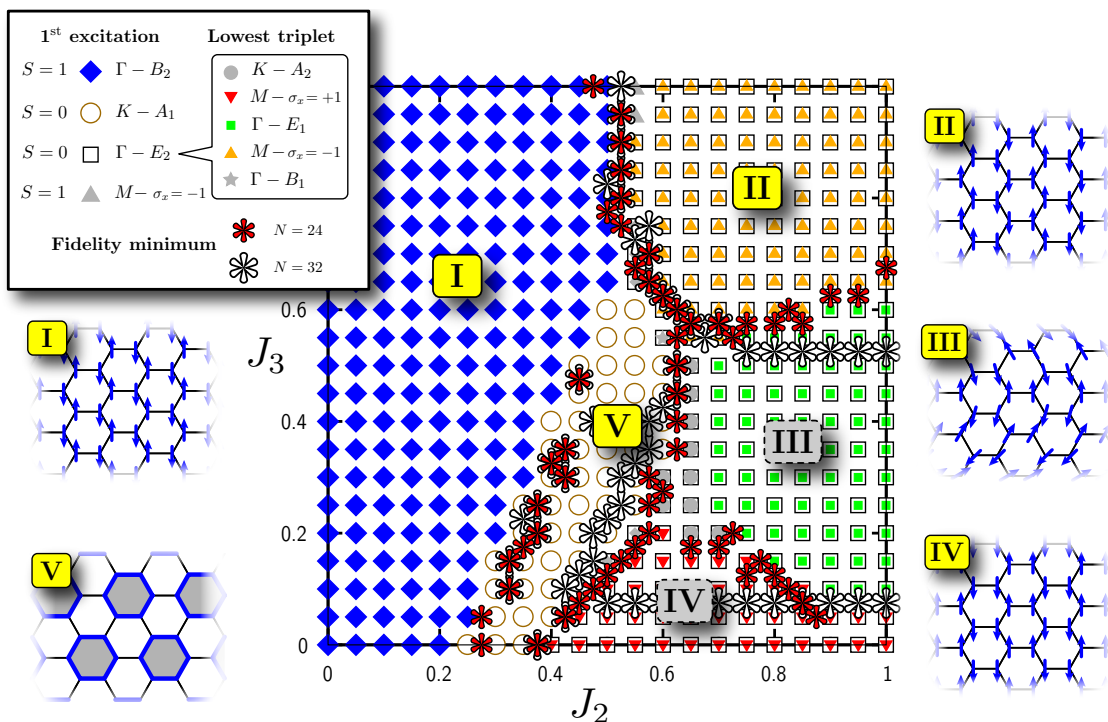 1st excitation
Lowest triplet
S = 1 Γ − B2
S = 0 K − A1
S = 0 Γ − E2
S = 1 M − σx = −1
K − A2
M − σx = +1
Γ − E1
M − σx = −1
Γ − B1
Fidelity minimum
N = 24
N = 32
I
II
III
IV
V
J3
0.6
0.4
0.2
0
0
0.2
0.4
0.6
0.8
1
J2
I
V
II
III
IV